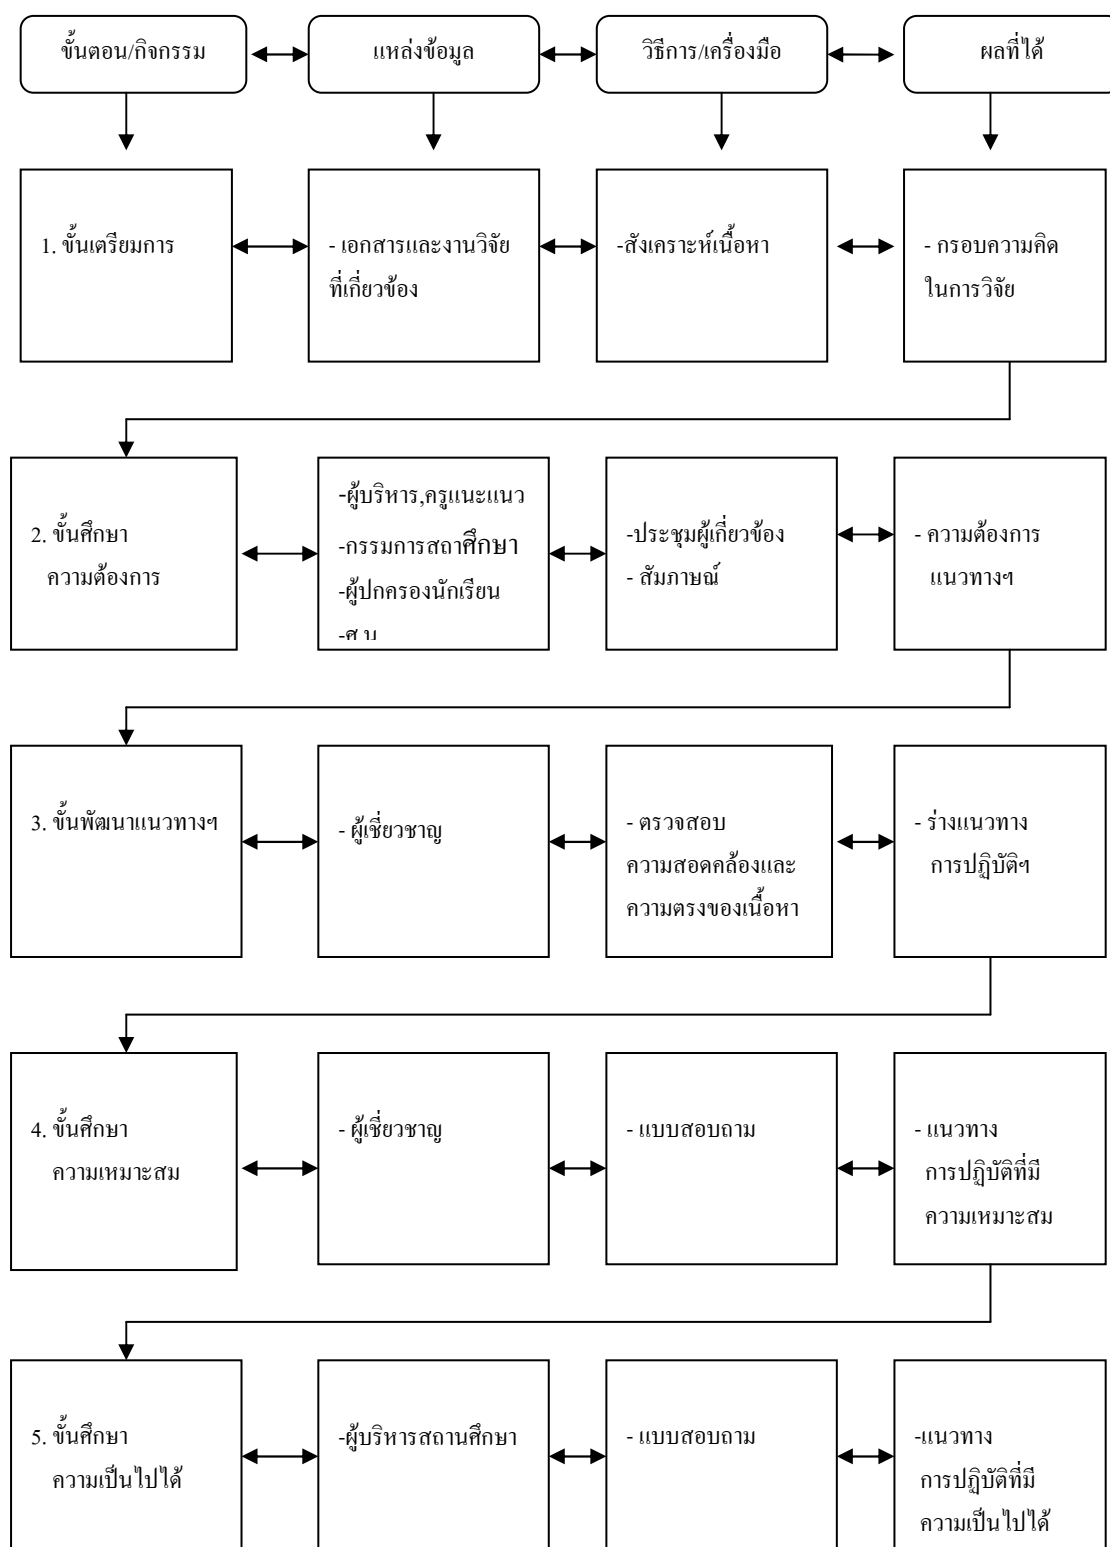 ขั้นตอน/กิจกรรม
แหล่งข้อมูล
วิธีการ/เครื่องมือ
ผลที่ได้
1. ขั้นเตรียมการ
- เอกสารและงานวิจัย
ที่เกี่ยวข้อง
-สังเคราะห์เนื้อหา
- กรอบความคิด
ในการวิจัย
2. ขั้นศึกษา
ความต้องการ
-ผู้บริหาร,ครูแนะแนว
-กรรมการสถาศึกษา
-ผู้ปกครองนักเรียน
-ประชุมผู้เกี่ยวข้อง
- สัมภาษณ์
- ความต้องการ
แนวทางฯ
3. ขั้นพัฒนาแนวทางฯ
- ผู้เชี่ยวชาญ
- ตรวจสอบ
ความสอดคล้องและ
ความตรงของเนื้อหา
- ร่างแนวทาง
การปฏิบัติฯ
4. ขั้นศึกษา
ความเหมาะสม
- ผู้เชี่ยวชาญ
- แบบสอบถาม
- แนวทาง
การปฏิบัติที่มี
ความเหมาะสม
5. ขั้นศึกษา
ความเป็นไปได้
-ผู้บริหารสถานศึกษา
- แบบสอบถาม
-แนวทาง
การปฏิบัติที่มี
ความเป็นไปได้